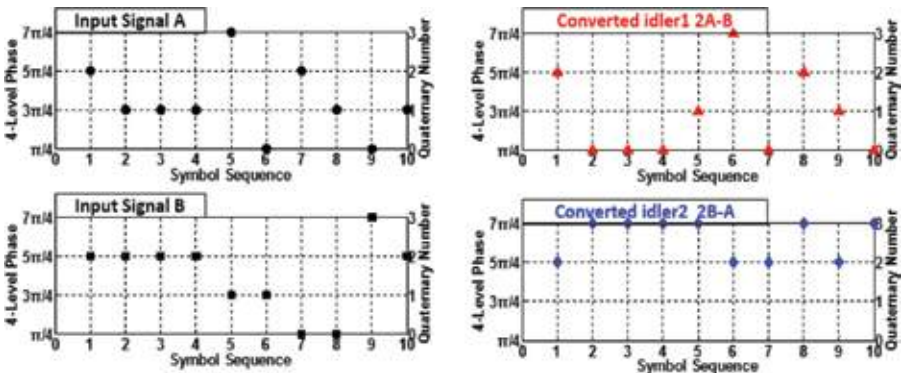 Input Signal A
4-Level Phase
7π/4
5π/4
3π/4
π/4
0 1 2 3 4 5 6 7 8 9 10
Symbol Sequence
3
2
1
0
Quaternary Number
Converted idler1 2A-B
4-Level Phase
7π/4
5π/4
3π/4
π/4
0 1 2 3 4 5 6 7 8 9 10
Symbol Sequence
3
2
1
0
Quaternary Number
Input Signal B
4-Level Phase
7π/4
5π/4
3π/4
π/4
0 1 2 3 4 5 6 7 8 9 10
Symbol Sequence
3
2
1
0
Quaternary Number
Converted idler2 2B-A
4-Level Phase
7π/4
5π/4
3π/4
π/4
0 1 2 3 4 5 6 7 8 9 10
Symbol Sequence
3
2
1
0
Quaternary Number